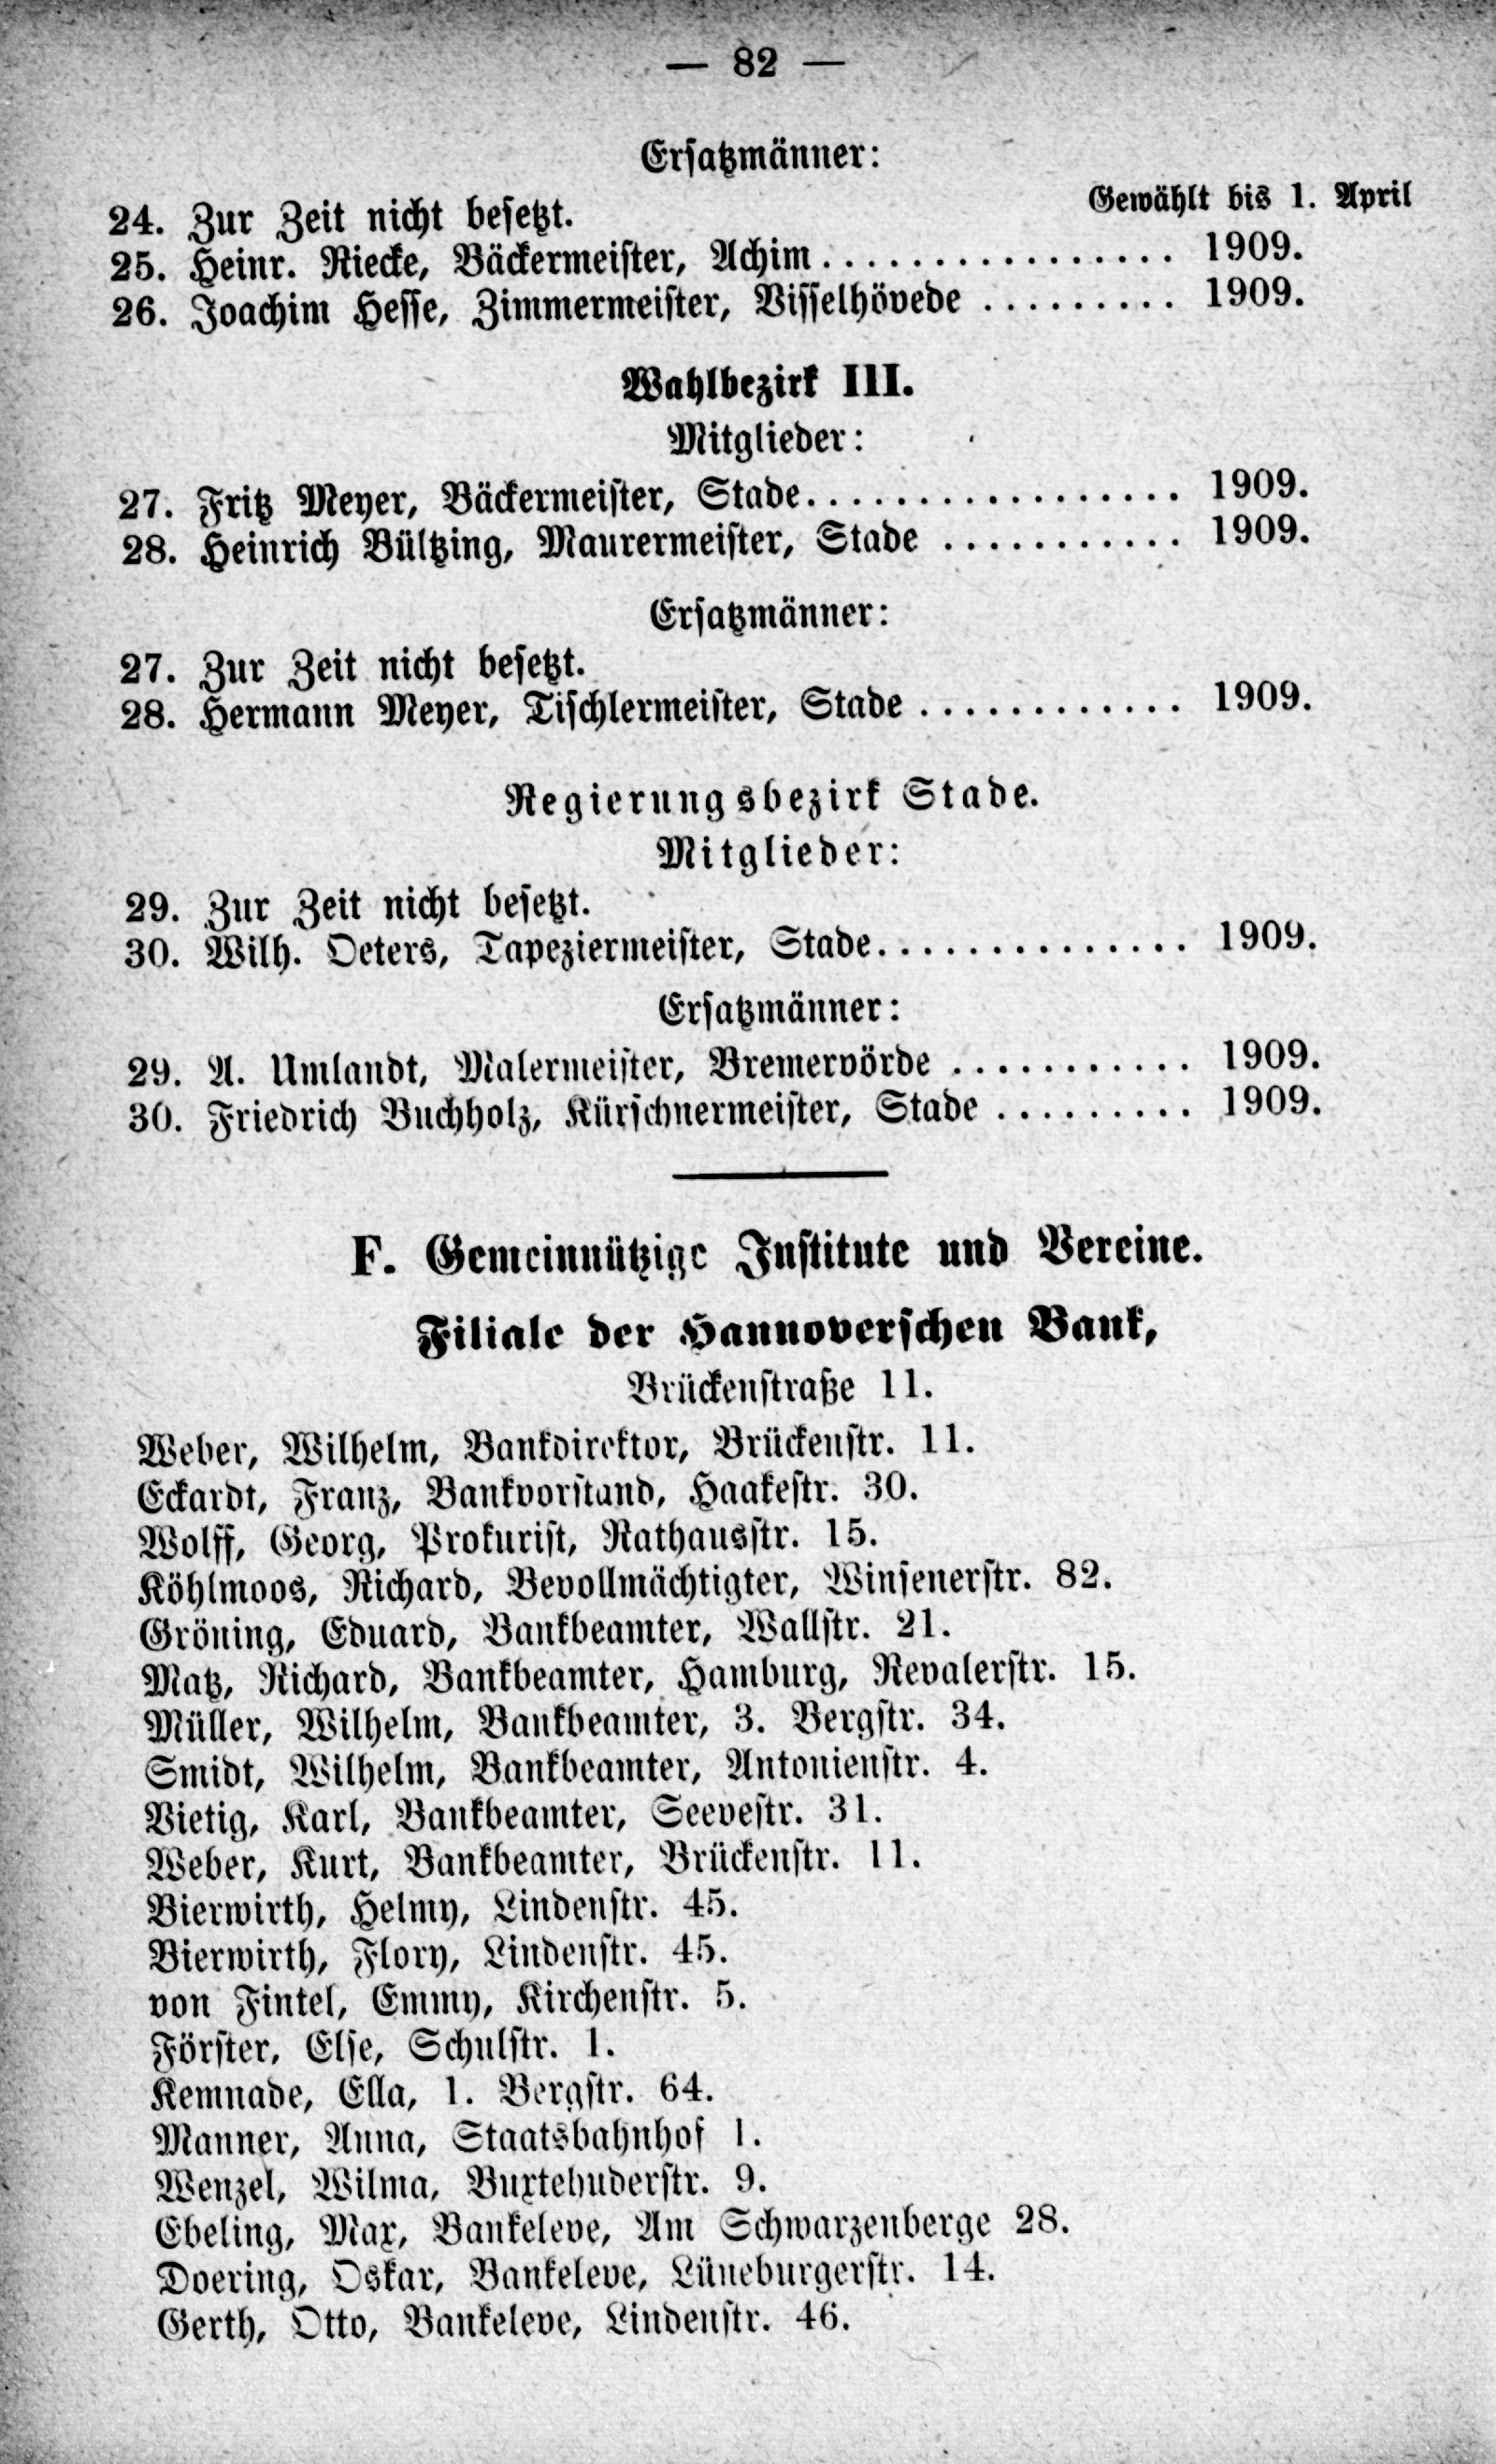 — 82 —
Ersatzmänner:
Gewählt bis 1. April
24. Zur Zeit nicht besetzt.
25. Heinr. Riecke, Bäckermeister, Achim................ 1909.
26. Joachim Hesse, Zimmermeister, Visselhövede ......... 1909.
Wahlbezirk III.
Mitglieder:
27. Fritz Meyer, Bäckermeister, Stade................. 1909.
28. Heinrich Bültzing, Maurermeister, Stade ........... 1909.
Ersatzmänner:
27. Zur Zeit nicht besetzt.
28. Hermann Meyer, Tischlermeister, Stade ............ 1909.
Regierungsbezirk Stade.
Mitglieder:
29. Zur Zeit nicht besetzt.
30. Wilh. Oeters, Tapeziermeister, Stade.............. 1909.
Ersatzmänner:
29. A. Umlandt, Malermeister, Bremervörde ........... 1909.
30. Friedrich Buchholz, Kürschnermeister, Stade ......... 1909.
F. Gemeinnützige Institute und Vereine.
Filiale der Hannoverschen Bank,
Brückenstraße 11.
Weber, Wilhelm, Bankdirektor, Brückenstr. 11.
Eckardt, Franz, Bankvorstand, Haakestr. 30.
Wolff, Georg, Prokurist, Rathausstr. 15.
Köhlmoos, Richard, Bevollmächtigter, Winsenerstr. 82.
Gröning, Eduard, Bankbeamter, Wallstr. 21.
Matz, Richard, Bankbeamter, Hamburg, Revalerstr. 15.
Müller, Wilhelm, Bankbeamter, 3. Bergstr. 34.
Smidt, Wilhelm, Bankbeamter, Antonienstr. 4.
Vietig, Karl, Bankbeamter, Seevestr. 31.
Weber, Kurt, Bankbeamter, Brückenstr. 11.
Bierwirth, Helmy, Lindenstr. 45.
Bierwirth, Flory, Lindenstr. 45.
von Fintel, Emmy, Kirchenstr. 5.
Förster, Else, Schulstr. 1.
Kemnade, Ella, 1. Bergstr. 64.
Manner, Anna, Staatsbahnhof 1.
Wenzel, Wilma, Buxtehuderstr. 9.
Ebeling, Max, Bankeleve, Am Schwarzenberge 28.
Doering, Oskar, Bankeleve, Lüneburgerstr. 14.
Gerth, Otto, Bankeleve, Lindenstr. 46.